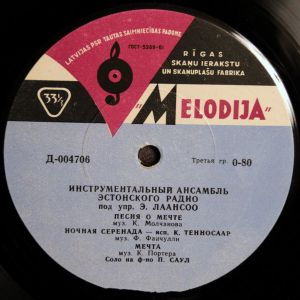 LATVIJAS PSR TAUTAS SAIMNIECĪBAS PADOME
ГОСТ-5289-61
RĪGAS
SKAŅU IERAKSTU
UN SKAŅUPLAŠU FABRIKA
33⅓
"MELODIJA"
Д-004706
Третья гр. 0-80
ИНСТРУМЕНТАЛЬНЫЙ АНСАМБЛЬ
ЭСТОНСКОГО РАДИО
под упр. Э. ЛААНСОО
ПЕСНЯ О МЕЧТЕ
муз. К. Молчанова
НОЧНАЯ СЕРЕНАДА — исп. К. ТЕННОСААР
муз. Ф. Фанчулли
МЕЧТА
муз. К. Портера
Соло на ф-но П. САУЛ